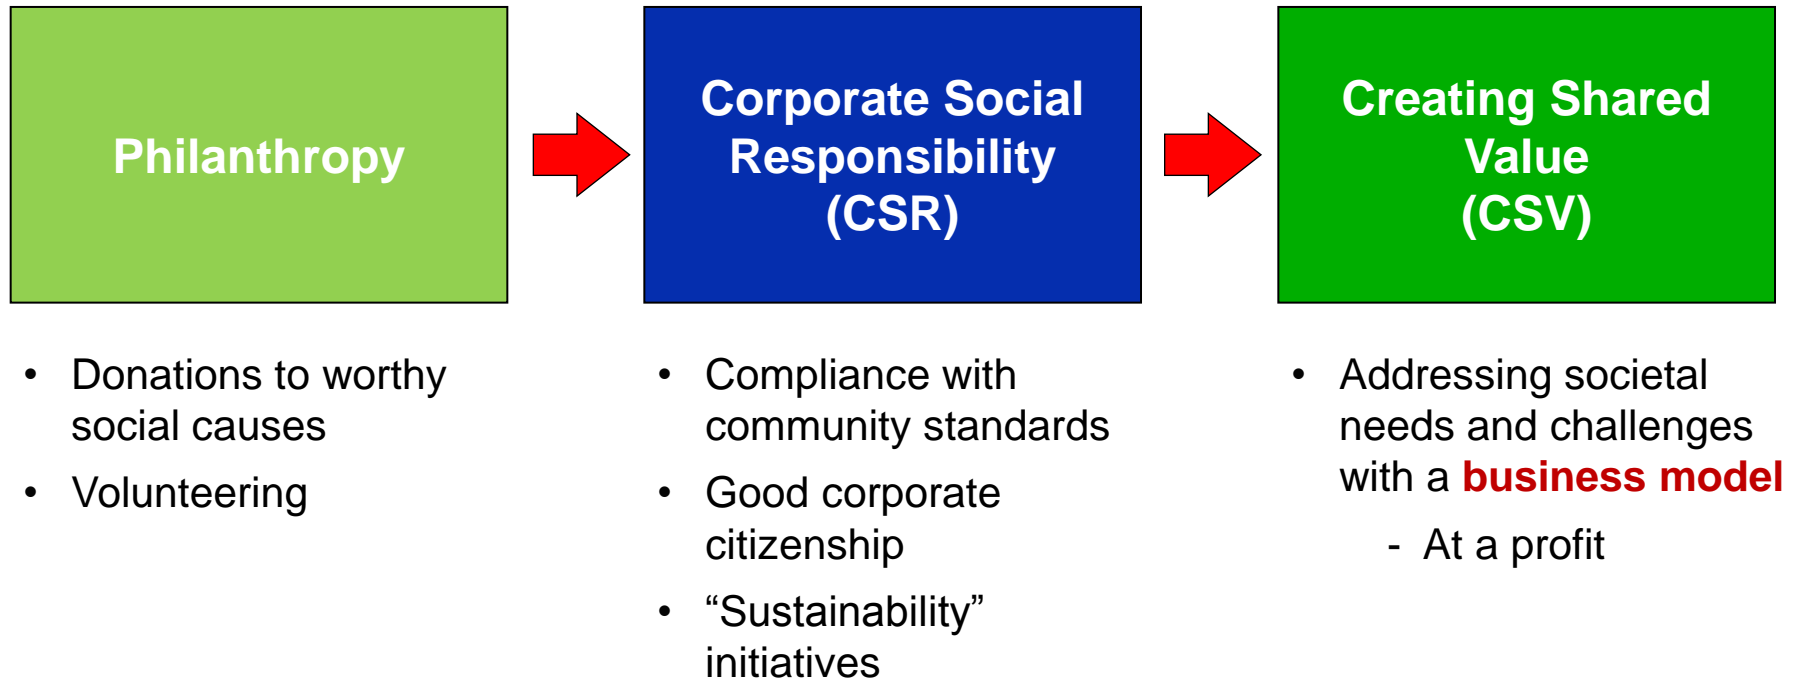 Philanthropy
Corporate Social
Responsibility
(CSR)
Creating Shared
Value
(CSV)
• Donations to worthy
social causes
• Volunteering
• Compliance with
community standards
• Good corporate
citizenship
• “Sustainability”
initiatives
• Addressing societal
needs and challenges
with a business model
- At a profit